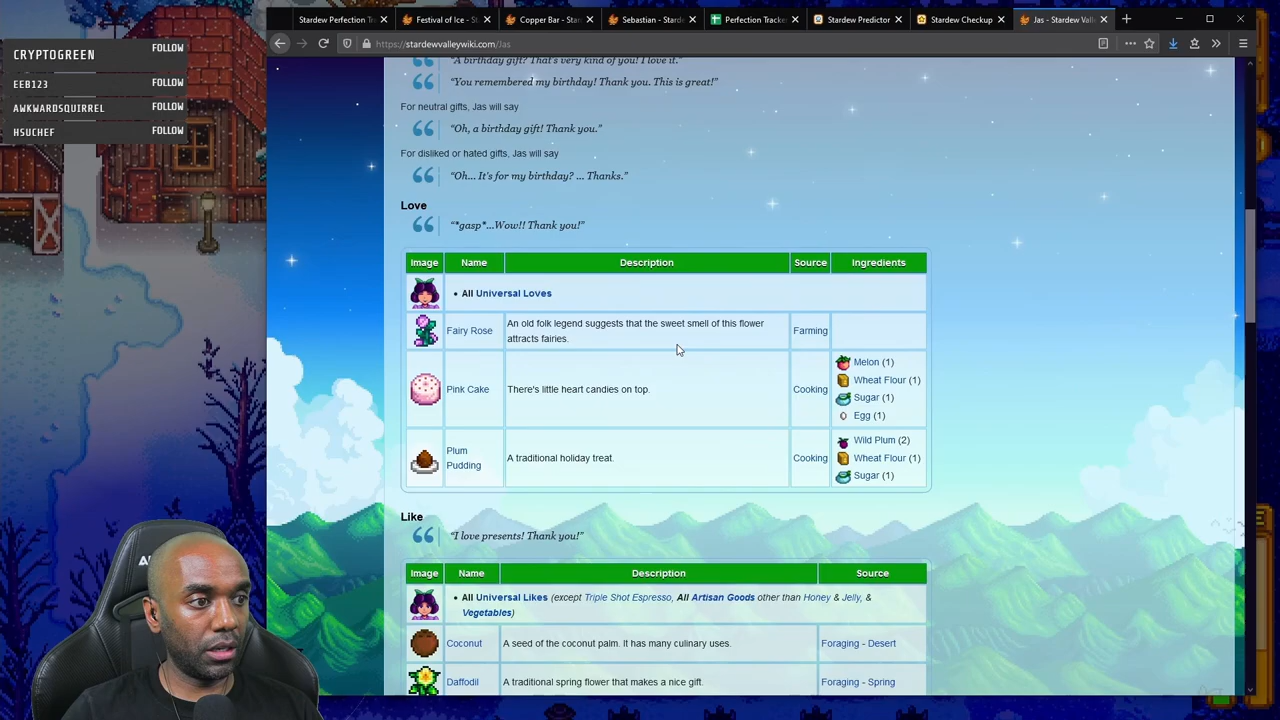 Stardew Perfection Tr
Festival of Ice - Sta
Copper Bar - Star
Sebastian - Stardew
Perfection Tracke
Stardew Predictor
Stardew Checkup
Jas - Stardew Vall
https://stardewvalleywiki.com/Jas
CRYPTOGREEN FOLLOW
EEB123 FOLLOW
AWKWARDSQUIRREL FOLLOW
HSUCHEF FOLLOW
"A birthday gift? That's very kind of you! I love it."
"You remembered my birthday! Thank you. This is great!"
For neutral gifts, Jas will say
"Oh, a birthday gift! Thank you."
For disliked or hated gifts, Jas will say
"Oh... It's for my birthday? ... Thanks."
Love
"*gasp*...Wow!! Thank you!"
Image Name Description Source Ingredients
• All Universal Loves
Fairy Rose
An old folk legend suggests that the sweet smell of this flower
attracts fairies.
Farming
Pink Cake
There's little heart candies on top.
Cooking
Melon (1)
Wheat Flour (1)
Sugar (1)
Egg (1)
Plum
Pudding
A traditional holiday treat.
Cooking
Wild Plum (2)
Wheat Flour (1)
Sugar (1)
Like
"I love presents! Thank you!"
Image Name Description Source
• All Universal Likes (except Triple Shot Espresso, All Artisan Goods other than Honey & Jelly, &
Vegetables)
Coconut A seed of the coconut palm. It has many culinary uses. Foraging - Desert
Daffodil A traditional spring flower that makes a nice gift. Foraging - Spring